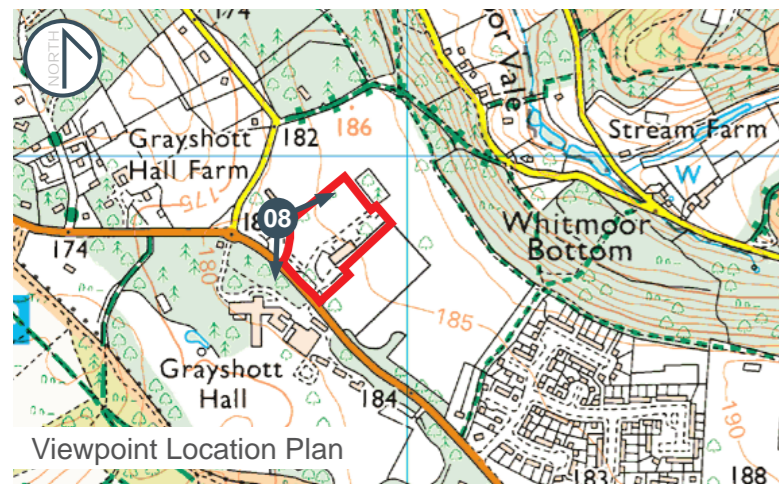 174
NORTH
or Vale
Grayshott
Hall Farm
182
186
Stream Farm
W
175
08
18
Whitmoor
Bottom
174
180
185
Grayshott
Hall
184
190
183
188
Viewpoint Location Plan